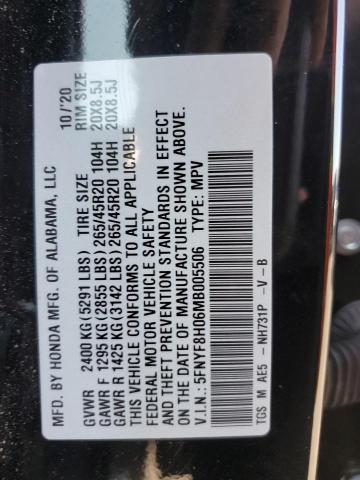 MFD. BY HONDA MFG. OF ALABAMA, LLC 10/'20
GVWR 2400 KG (5291 LBS) TIRE SIZE RIM SIZE
GAWR F 1295 KG (2855 LBS) 265/45R20 104H 20X8.5J
GAWR R 1425 KG (3142 LBS) 265/45R20 104H 20X8.5J
THIS VEHICLE CONFORMS TO ALL APPLICABLE
FEDERAL MOTOR VEHICLE SAFETY
AND THEFT PREVENTION STANDARDS IN EFFECT
ON THE DATE OF MANUFACTURE SHOWN ABOVE.
V.I.N.: 5FNYF8H06MB005506 TYPE: MPV
TGS M AE5 - NH731P -V-B